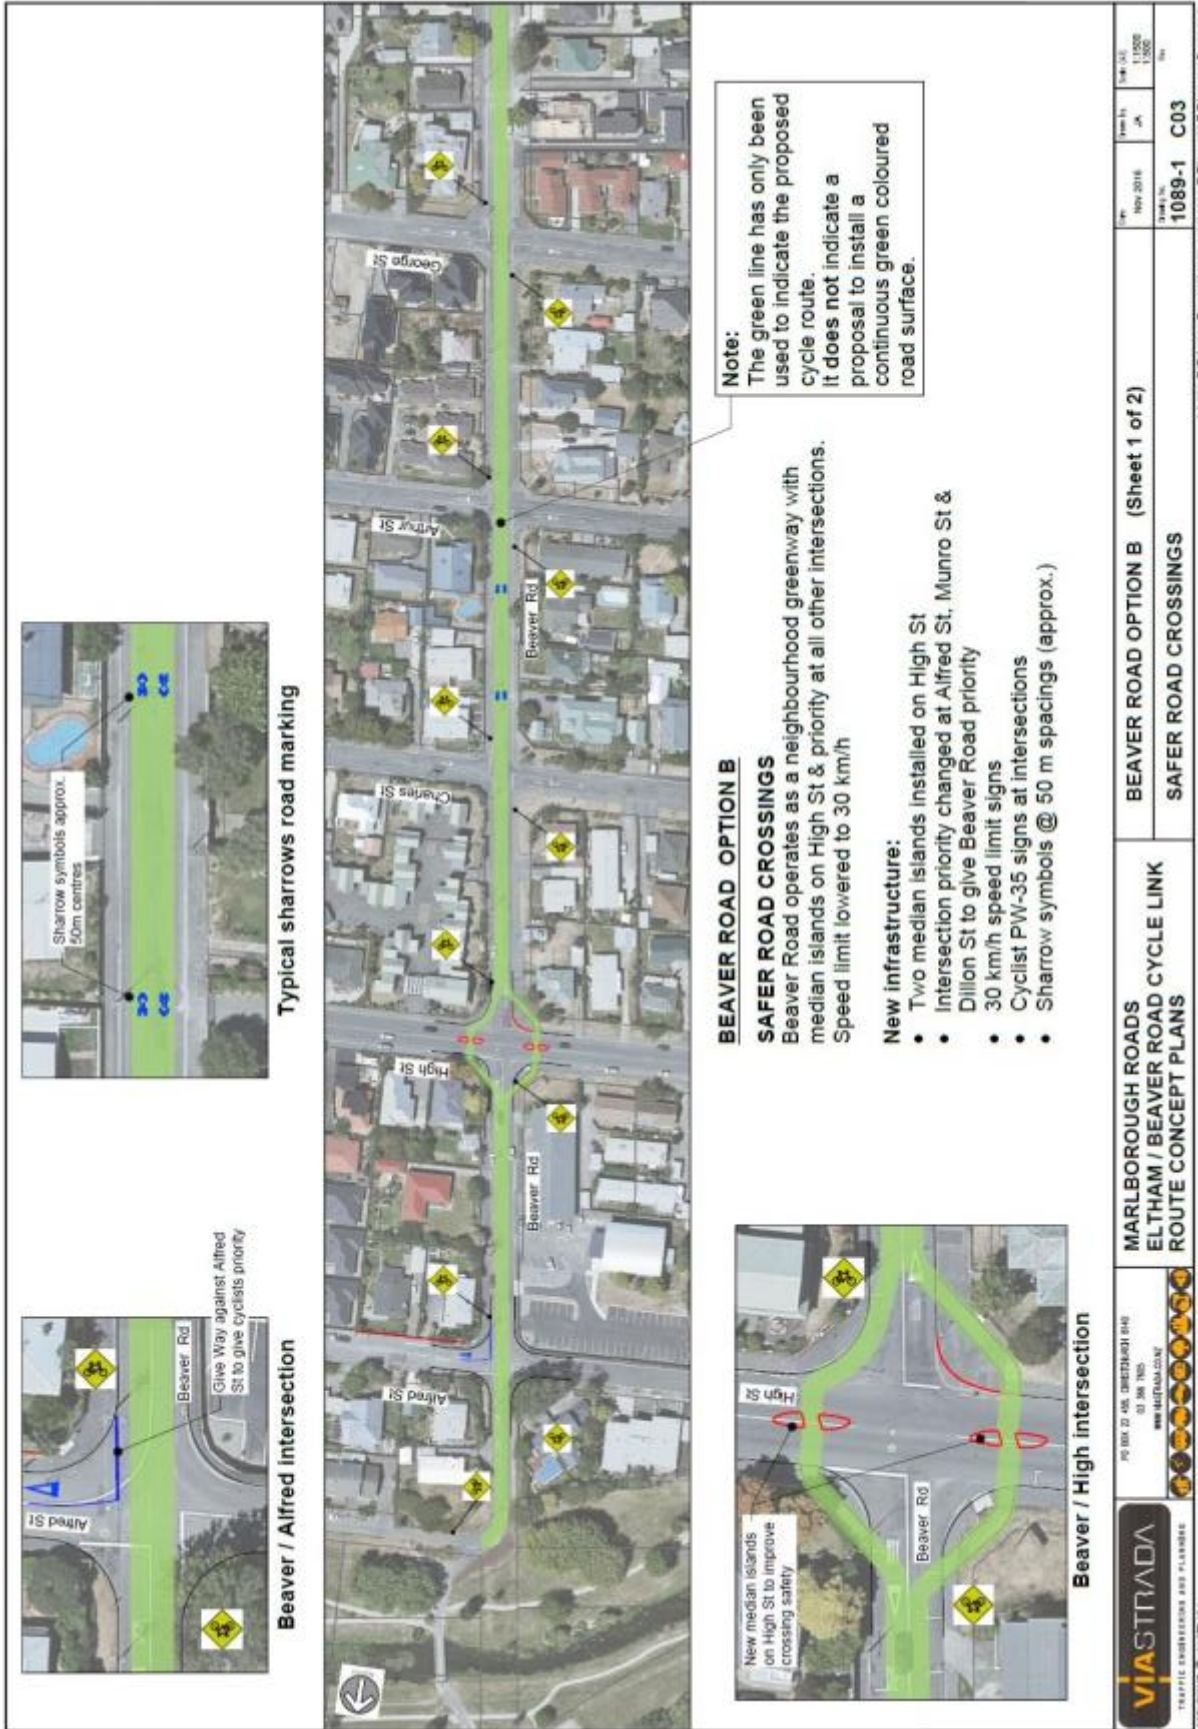 Alfred St
Beaver Rd
Give Way against Alfred
St to give cyclists priority
Beaver / Alfred intersection
Sharrow symbols approx.
50m centres
Typical sharrows road marking
Alfred St
High St
Charles St
Arthur St
George St
Beaver Rd
Beaver Rd
New median islands
on High St to improve
crossing safety
High St
Beaver Rd
Beaver / High intersection
BEAVER ROAD OPTION B
SAFER ROAD CROSSINGS
Beaver Road operates as a neighbourhood greenway with
median islands on High St & priority at all other intersections.
Speed limit lowered to 30 km/h
New infrastructure:
• Two median islands installed on High St
• Intersection priority changed at Alfred St, Munro St &
Dillon St to give Beaver Road priority
• 30 km/h speed limit signs
• Cyclist PW-35 signs at intersections
• Sharrow symbols @ 50 m spacings (approx.)
Note:
The green line has only been
used to indicate the proposed
cycle route.
It does not indicate a
proposal to install a
continuous green coloured
road surface.
VIASTRADA
TRAFFIC ENGINEERING AND PLANNING
MARLBOROUGH ROADS
ELTHAM / BEAVER ROAD CYCLE LINK
ROUTE CONCEPT PLANS
BEAVER ROAD OPTION B (Sheet 1 of 2)
SAFER ROAD CROSSINGS
Nov 2016
JA
1089-1 C03